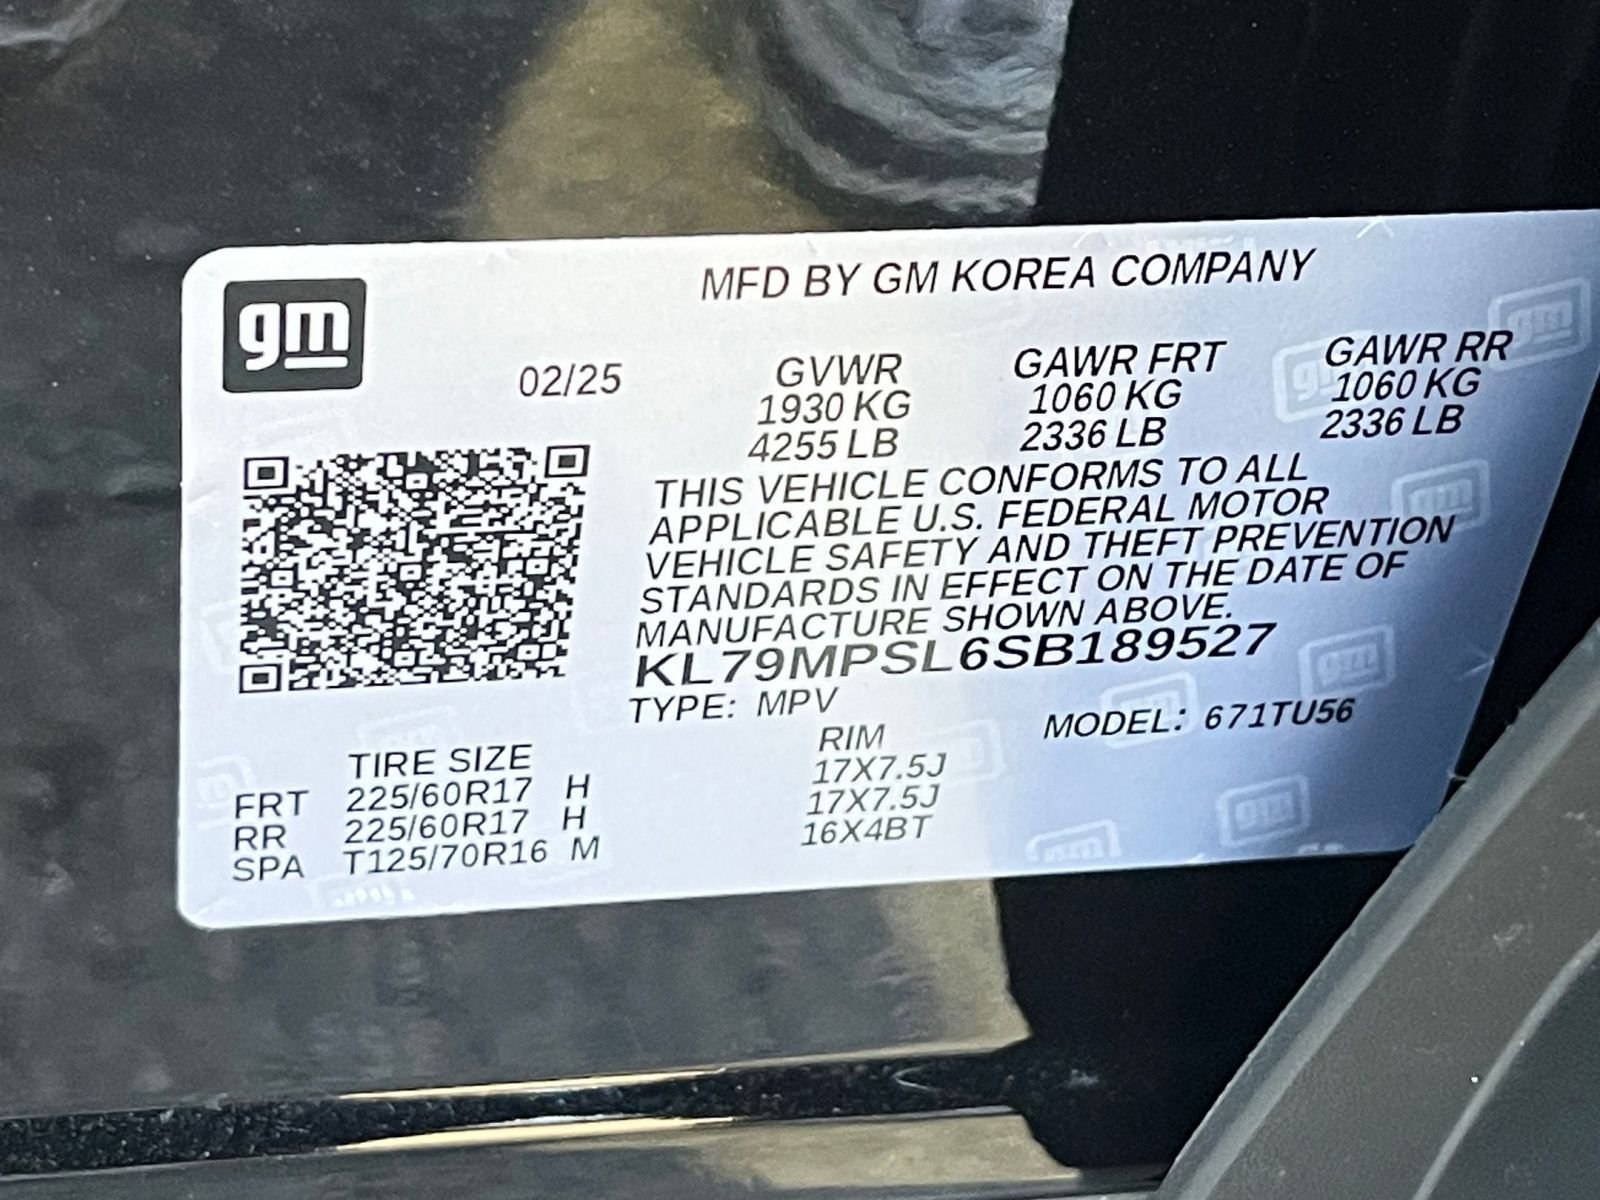 gm
MFD BY GM KOREA COMPANY
02/25
GVWR GAWR FRT GAWR RR
1930 KG 1060 KG 1060 KG
4255 LB 2336 LB 2336 LB
THIS VEHICLE CONFORMS TO ALL
APPLICABLE U.S. FEDERAL MOTOR
VEHICLE SAFETY AND THEFT PREVENTION
STANDARDS IN EFFECT ON THE DATE OF
MANUFACTURE SHOWN ABOVE.
KL79MPSL6SB189527
TYPE: MPV MODEL: 671TU56
TIRE SIZE RIM
FRT 225/60R17 H 17X7.5J
RR 225/60R17 H 17X7.5J
SPA T125/70R16 M 16X4BT